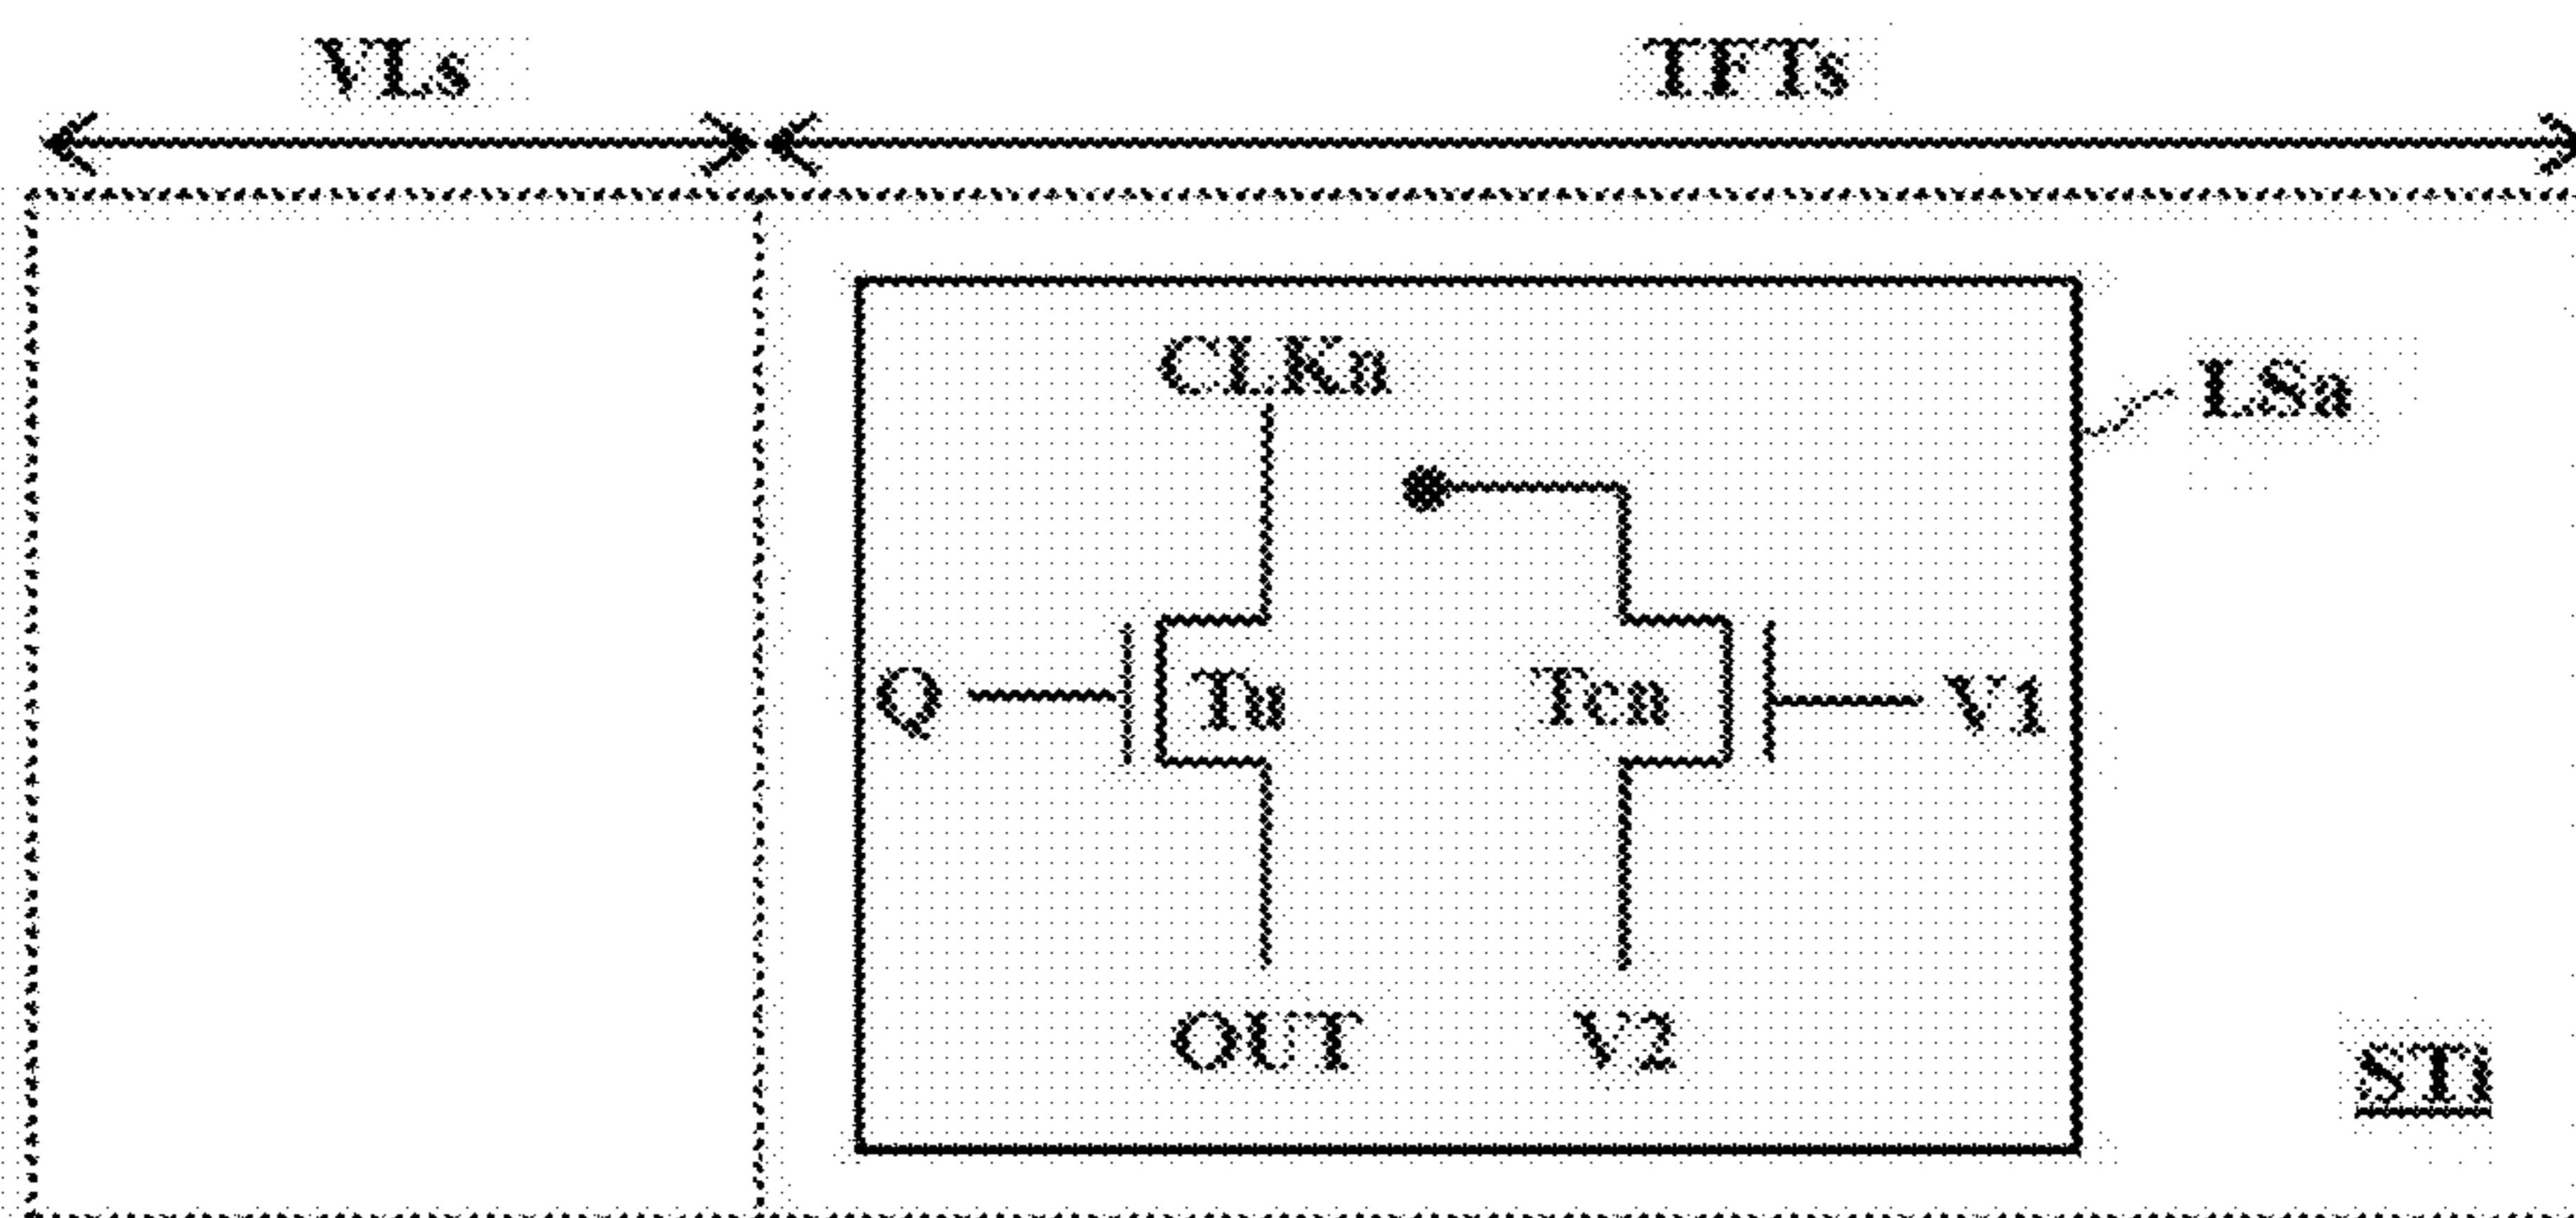 VLs
TFTs
CLKn
LSa
Q
Tu
Tcn
V1
OUT
V2
STi